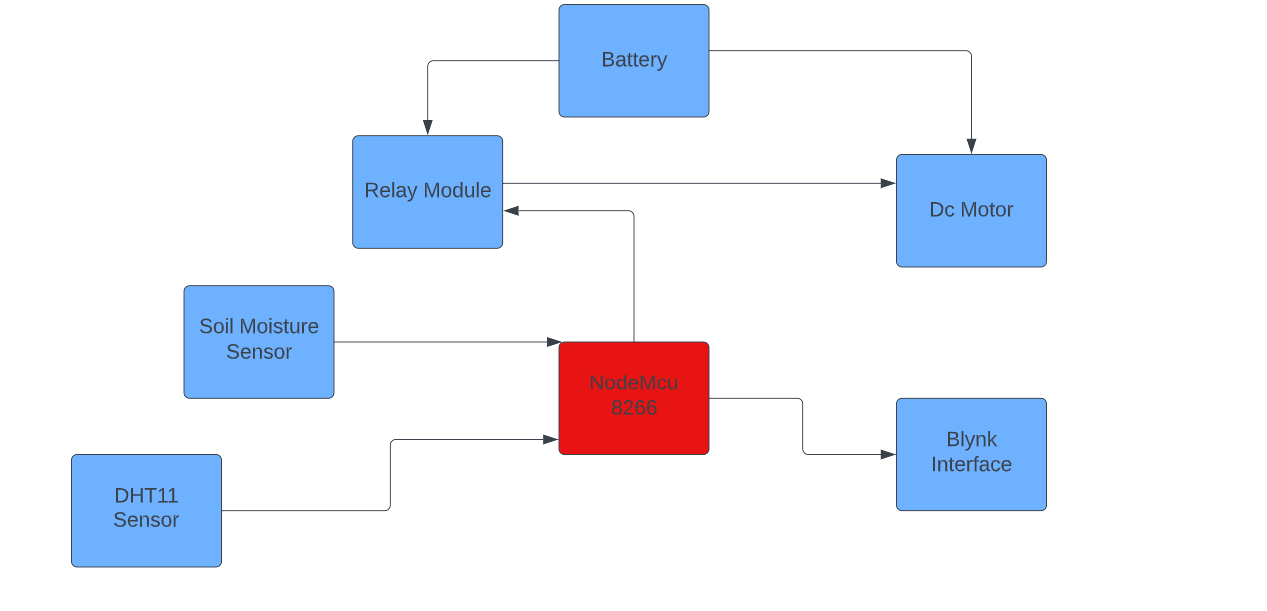 Battery
Relay Module
Dc Motor
Soil Moisture
Sensor
NodeMcu
8266
Blynk
Interface
DHT11
Sensor